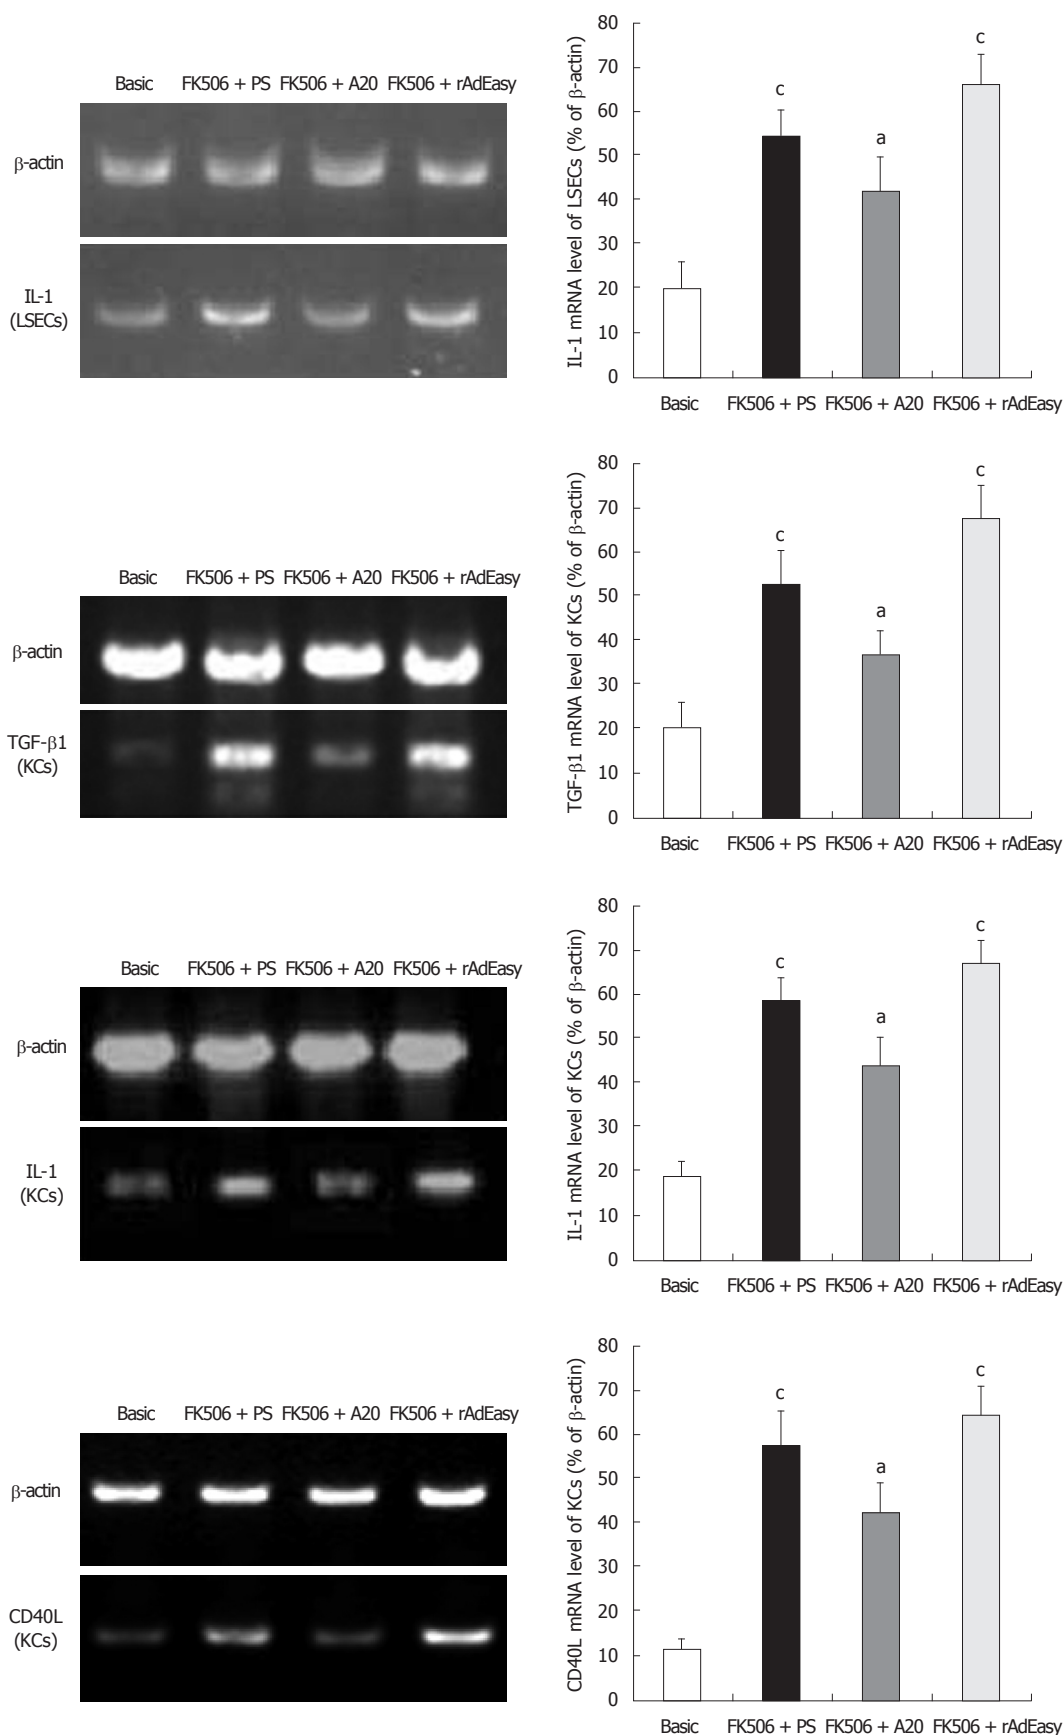 Basic FK506 + PS FK506 + A20 FK506 + rAdEasy
β-actin
IL-1
(LSECs)
IL-1 mRNA level of LSECs (% of β-actin)
80
70
60
50
40
30
20
10
0
c
a
c
Basic FK506 + PS FK506 + A20 FK506 + rAdEasy
Basic FK506 + PS FK506 + A20 FK506 + rAdEasy
β-actin
TGF-β1
(KCs)
TGF-β1 mRNA level of KCs (% of β-actin)
80
70
60
50
40
30
20
10
0
c
a
c
Basic FK506 + PS FK506 + A20 FK506 + rAdEasy
Basic FK506 + PS FK506 + A20 FK506 + rAdEasy
β-actin
IL-1
(KCs)
IL-1 mRNA level of KCs (% of β-actin)
80
70
60
50
40
30
20
10
0
c
a
c
Basic FK506 + PS FK506 + A20 FK506 + rAdEasy
Basic FK506 + PS FK506 + A20 FK506 + rAdEasy
β-actin
CD40L
(KCs)
CD40L mRNA level of KCs (% of β-actin)
80
70
60
50
40
30
20
10
0
c
a
c
Basic FK506 + PS FK506 + A20 FK506 + rAdEasy